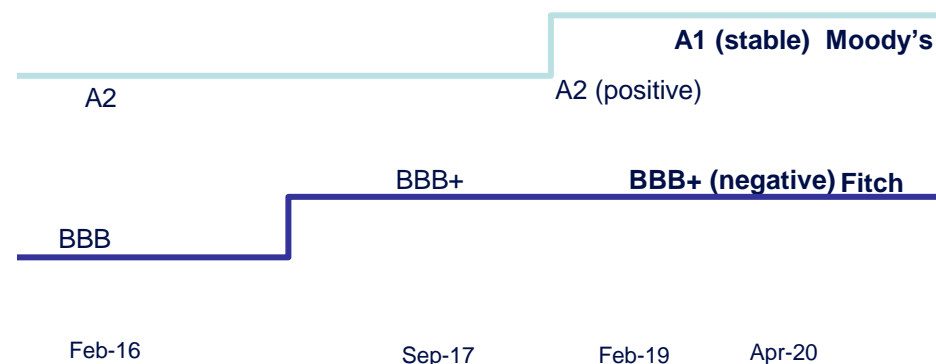 A1 (stable) Moody’s
A2
A2 (positive)
BBB+
BBB+ (negative) Fitch
BBB
Feb-16
Sep-17
Feb-19
Apr-20